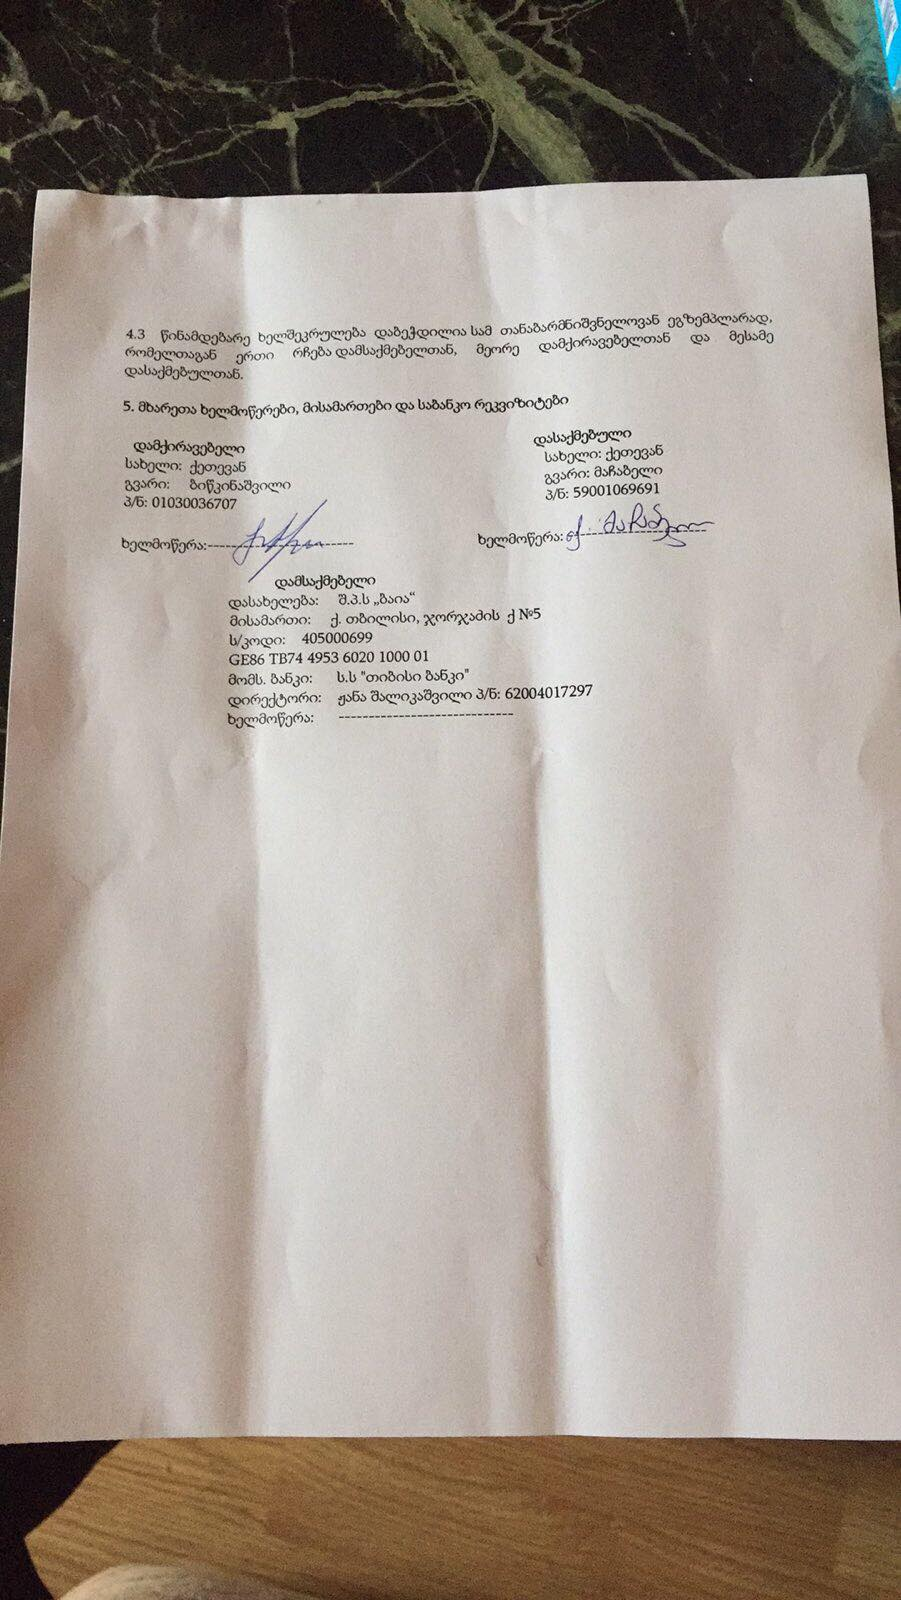 4.3 წინამდებარე ხელშეკრულება დაბეჭდილია სამ თანაბარმნიშვნელოვან ეგზემპლარად,
რომელთაგან ერთი რჩება დამსაქმებელთან, მეორე დამქირავებელთან და მესამე
დასაქმებულთან.
5. მხარეთა ხელმოწერები, მისამართები და საბანკო რეკვიზიტები
დამქირავებელი
სახელი: ქეთევან
გვარი: ბიწკინაშვილი
პ/ნ: 01030036707
ხელმოწერა:-------------------------
დასაქმებული
სახელი: ქეთევან
გვარი: მაჩაბელი
პ/ნ: 59001069691
ხელმოწერა: ქ. მაჩაბელი
დამსაქმებელი
დასახელება: შ.პ.ს „ბაია“
მისამართი: ქ. თბილისი, ჯორჯაძის ქ №5
ს/კოდი: 405000699
GE86 TB74 4953 6020 1000 01
მომს. ბანკი: ს.ს "თიბისი ბანკი"
დირექტორი: ჟანა შალიკაშვილი პ/ნ: 62004017297
ხელმოწერა: ------------------------------